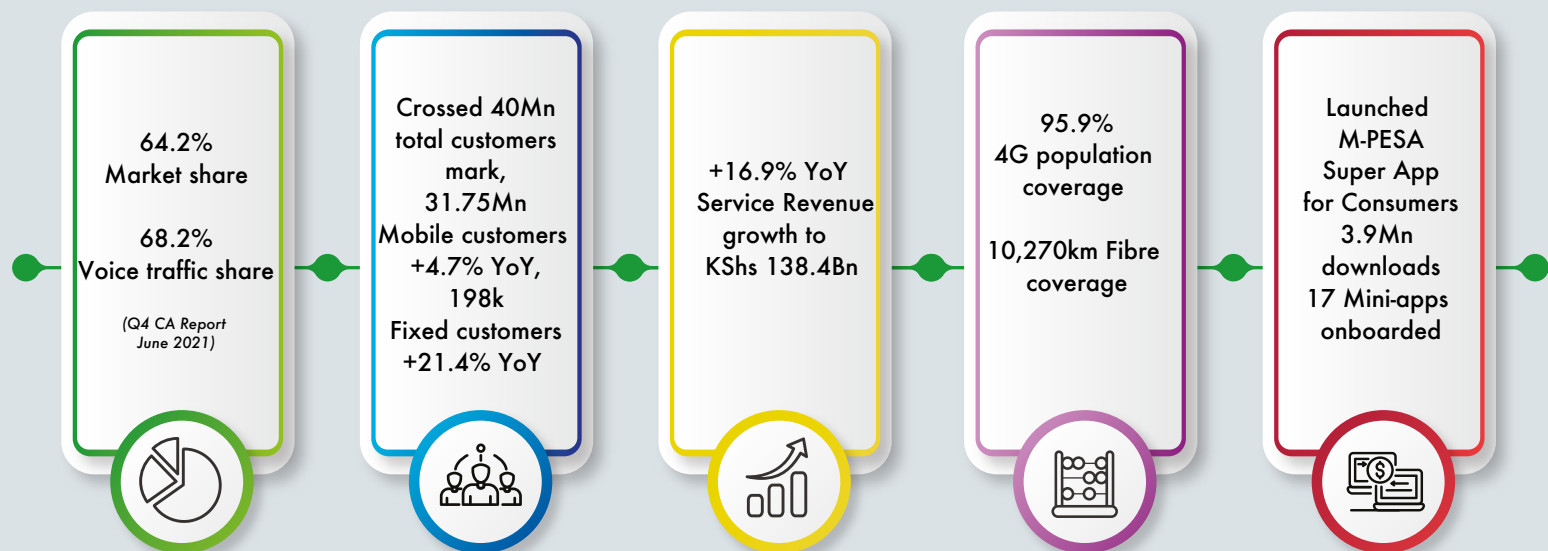 64.2%
Market share
68.2%
Voice traffic share
(Q4 CA Report
June 2021)
Crossed 40Mn
total customers
mark,
31.75Mn
Mobile customers
+4.7% YoY,
198k
Fixed customers
+21.4% YoY
+16.9% YoY
Service Revenue
growth to
KShs 138.4Bn
95.9%
4G population
coverage
10,270km Fibre
coverage
Launched
M-PESA
Super App
for Consumers
3.9Mn
downloads
17 Mini-apps
onboarded
$